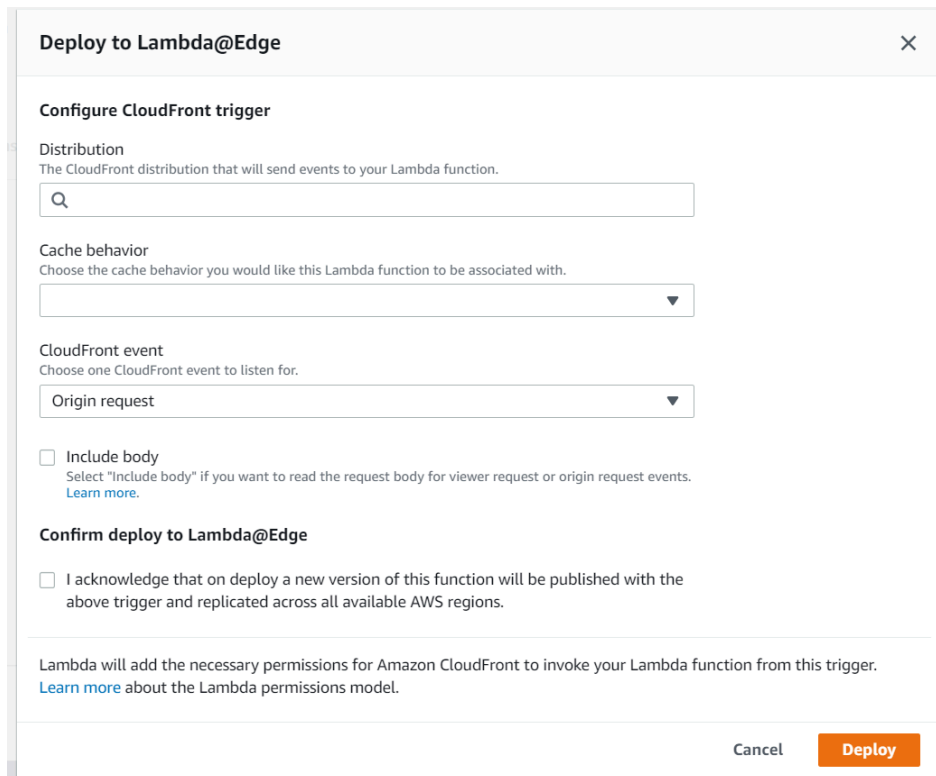 Deploy to Lambda@Edge
Configure CloudFront trigger
Distribution
The CloudFront distribution that will send events to your Lambda function.
Cache behavior
Choose the cache behavior you would like this Lambda function to be associated with.
CloudFront event
Choose one CloudFront event to listen for.
Origin request
Include body
Select "Include body" if you want to read the request body for viewer request or origin request events.
Learn more.
Confirm deploy to Lambda@Edge
I acknowledge that on deploy a new version of this function will be published with the
above trigger and replicated across all available AWS regions.
Lambda will add the necessary permissions for Amazon CloudFront to invoke your Lambda function from this trigger.
Learn more about the Lambda permissions model.
Cancel Deploy